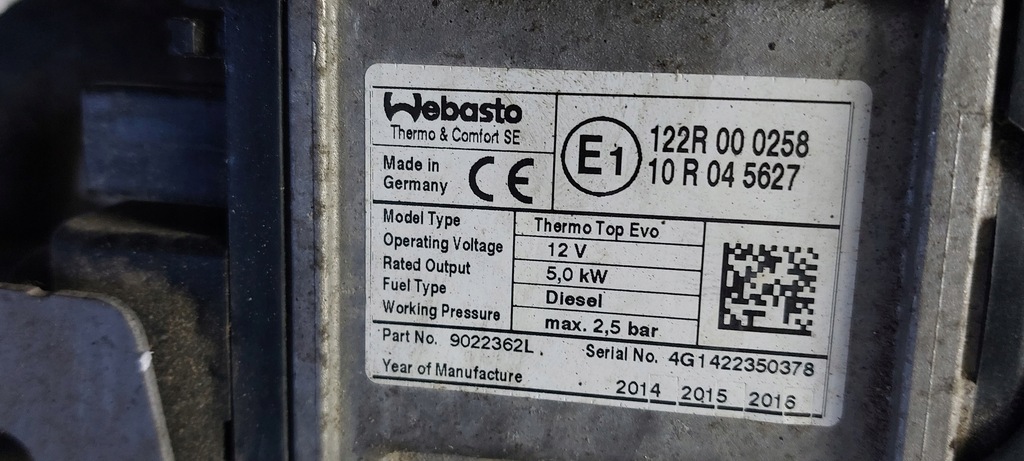 Webasto
Thermo & Comfort SE
Made in
Germany
CE
E1
122R 00 0258
10 R 04 5627
Model Type Thermo Top Evo
Operating Voltage 12 V
Rated Output 5,0 kW
Fuel Type Diesel
Working Pressure max. 2,5 bar
Part No. 9022362L Serial No. 4G1422350378
Year of Manufacture 2014 2015 2016